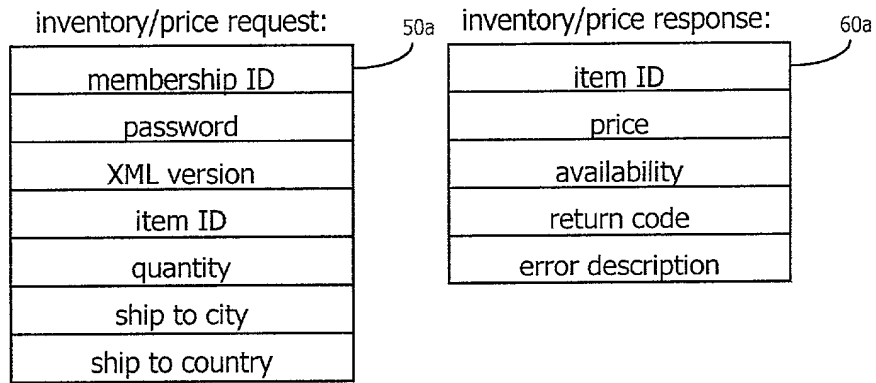 inventory/price request:
50a
membership ID
password
XML version
item ID
quantity
ship to city
ship to country
inventory/price response:
60a
item ID
price
availability
return code
error description